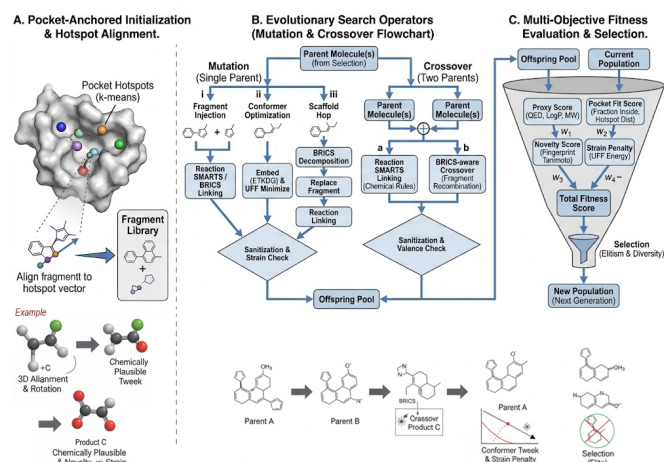 A. Pocket-Anchored Initialization
& Hotspot Alignment.
Pocket Hotspots
(k-means)
Align fragmentt to
hotspot vector
Fragment
Library
+
Example
+C
3D Alignment
& Rotation
Chemically
Plausible
Tweek
Product C
Chemically Plausible
B. Evolutionary Search Operators
(Mutation & Crossover Flowchart)
Parent Molecule(s)
(from Selection)
Mutation
(Single Parent)
Crossover
(Two Parents)
i
Fragment
Injection
+
ii
Conformer
Optimization
iii
Scaffold
Hop
Reaction
SMARTS /
BRICS
Linking
Embed
(ETKDG) &
UFF Minimize
BRICS
Decomposition
Replace
Fragment
Reaction
Linking
Sanitization &
Strain Check
Parent
Molecule(s)
Parent
Molecule(s)
a
b
Reaction
SMARTS
Linking
(Chemical Rules)
BRICS-aware
Crossover
(Fragment
Recombination)
Sanitization &
Valence Check
Offspring Pool
C. Multi-Objective Fitness
Evaluation & Selection.
Offspring Pool
Current
Population
Proxy Score
(QED, LogP, MW)
Pocket Fit Score
(Fraction Inside,
Hotspot Dist)
w1
w2
Novelty Score
(Fingerprint
Tanimoto)
Strain Penalty
(UFF Energy)
w3
w4 –
Total Fitness
Score
Selection
(Elitism & Diversity)
New Population
(Next Generation)
Parent A
Parent B
BRICS
Crassovr
Product C
Parent A
Conformer Tweek
& Strain Penalty
Selection